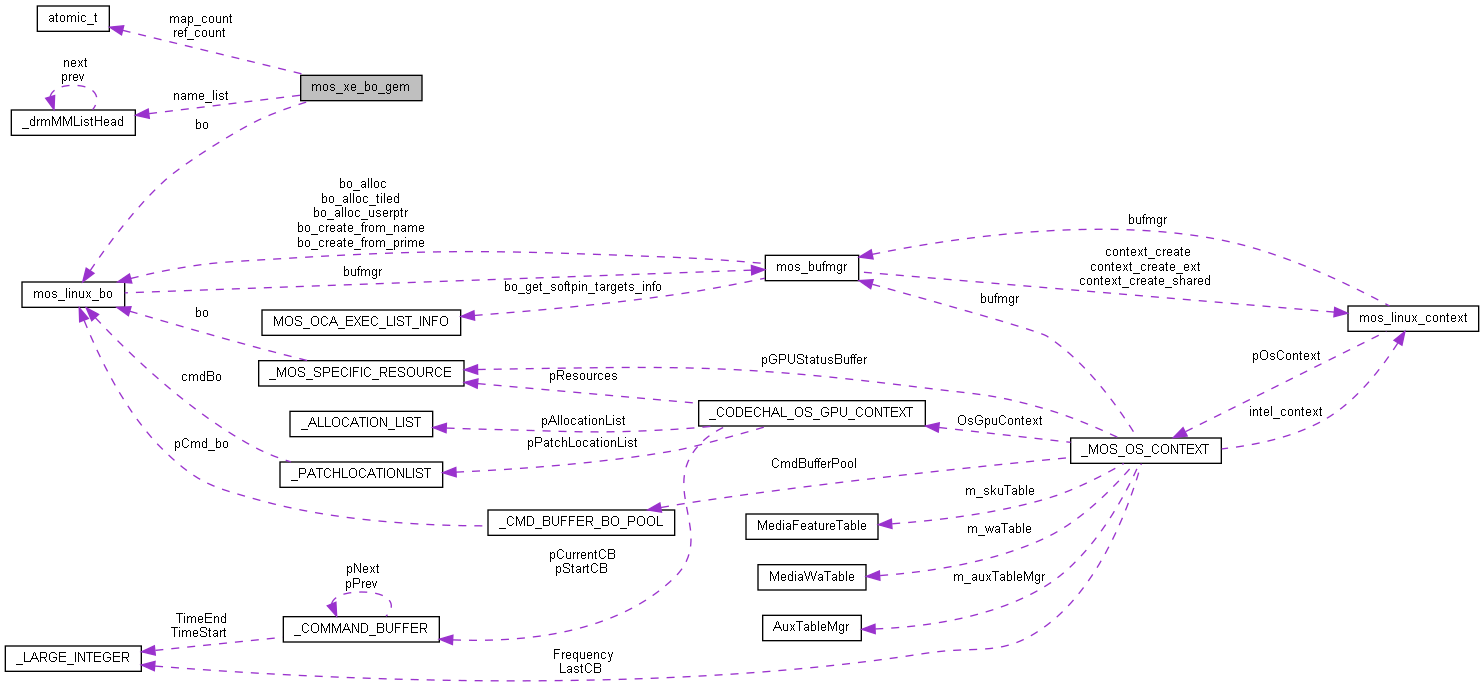 atomic_t
map_count
ref_count
mos_xe_bo_gem
next
prev
name_list
_drmMMListHead
bo
bo_alloc
bo_alloc_tiled
bo_alloc_userptr
bo_create_from_name
bo_create_from_prime
bufmgr
mos_bufmgr
context_create
context_create_ext
context_create_shared
mos_linux_bo
bufmgr
bo_get_softpin_targets_info
bufmgr
mos_linux_context
MOS_OCA_EXEC_LIST_INFO
bo
_MOS_SPECIFIC_RESOURCE
pGPUStatusBuffer
pOsContext
cmdBo
pResources
_CODECHAL_OS_GPU_CONTEXT
OsGpuContext
intel_context
_ALLOCATION_LIST
pAllocationList
pCmd_bo
pPatchLocationList
_MOS_OS_CONTEXT
_PATCHLOCATIONLIST
CmdBufferPool
m_skuTable
_CMD_BUFFER_BO_POOL
MediaFeatureTable
m_waTable
pCurrentCB
pStartCB
pNext
pPrev
MediaWaTable
m_auxTableMgr
TimeEnd
TimeStart
_COMMAND_BUFFER
AuxTableMgr
_LARGE_INTEGER
Frequency
LastCB